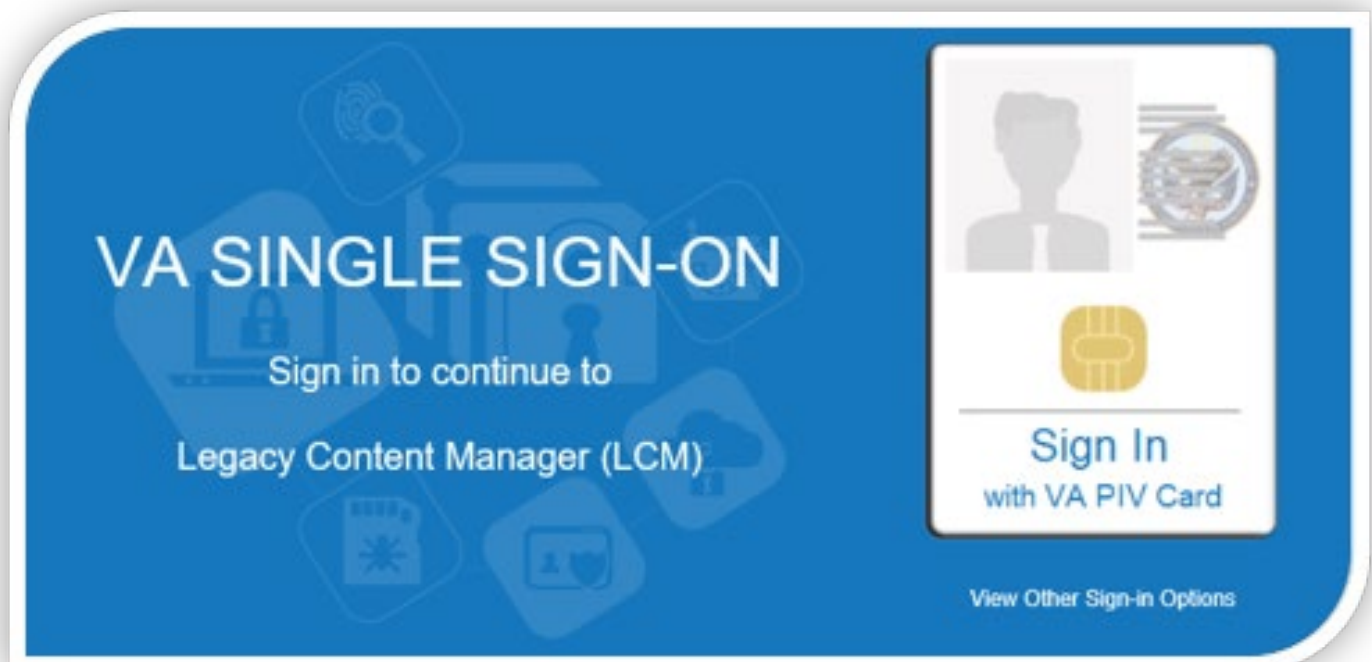 VA SINGLE SIGN-ON
Sign in to continue to
Legacy Content Manager (LCM)
Sign In
with VA PIV Card
View Other Sign-in Options